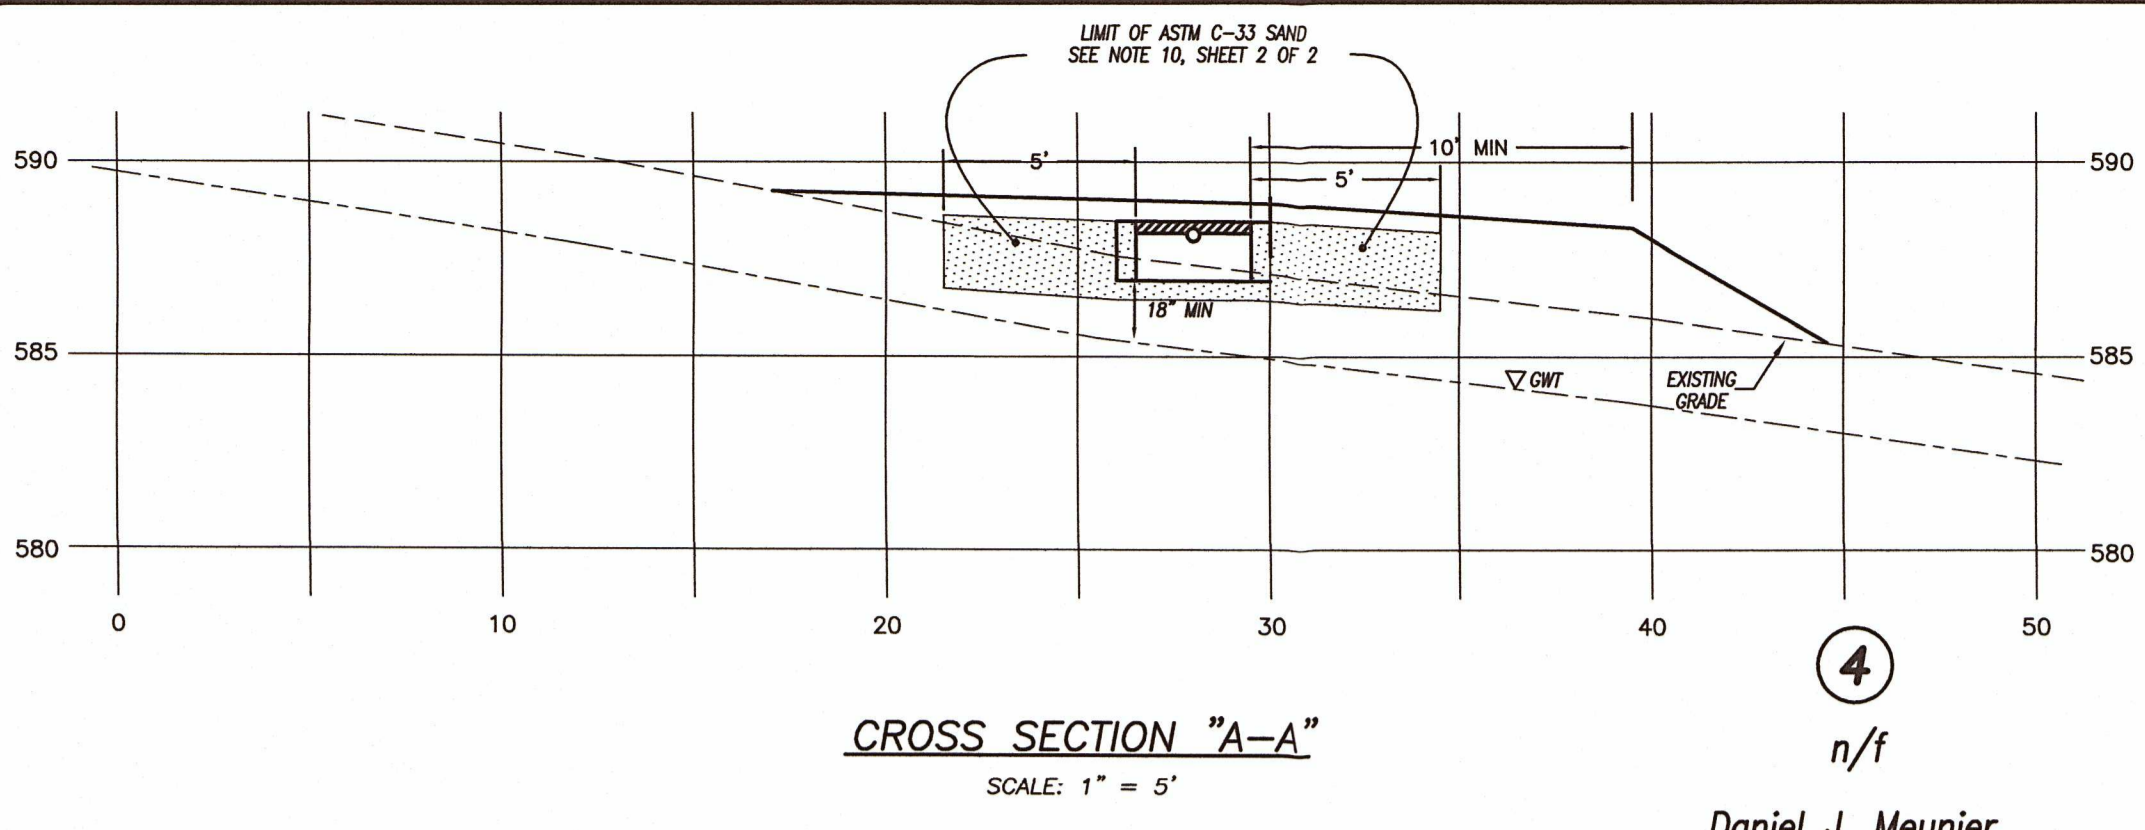 LIMIT OF ASTM C-33 SAND
SEE NOTE 10, SHEET 2 OF 2
590
5'
10' MIN
590
5'
18" MIN
585
585
GWT
EXISTING
GRADE
580
580
0
10
20
30
40
50
4
CROSS SECTION "A-A"
n/f
SCALE: 1" = 5'
Daniel J. Meunier